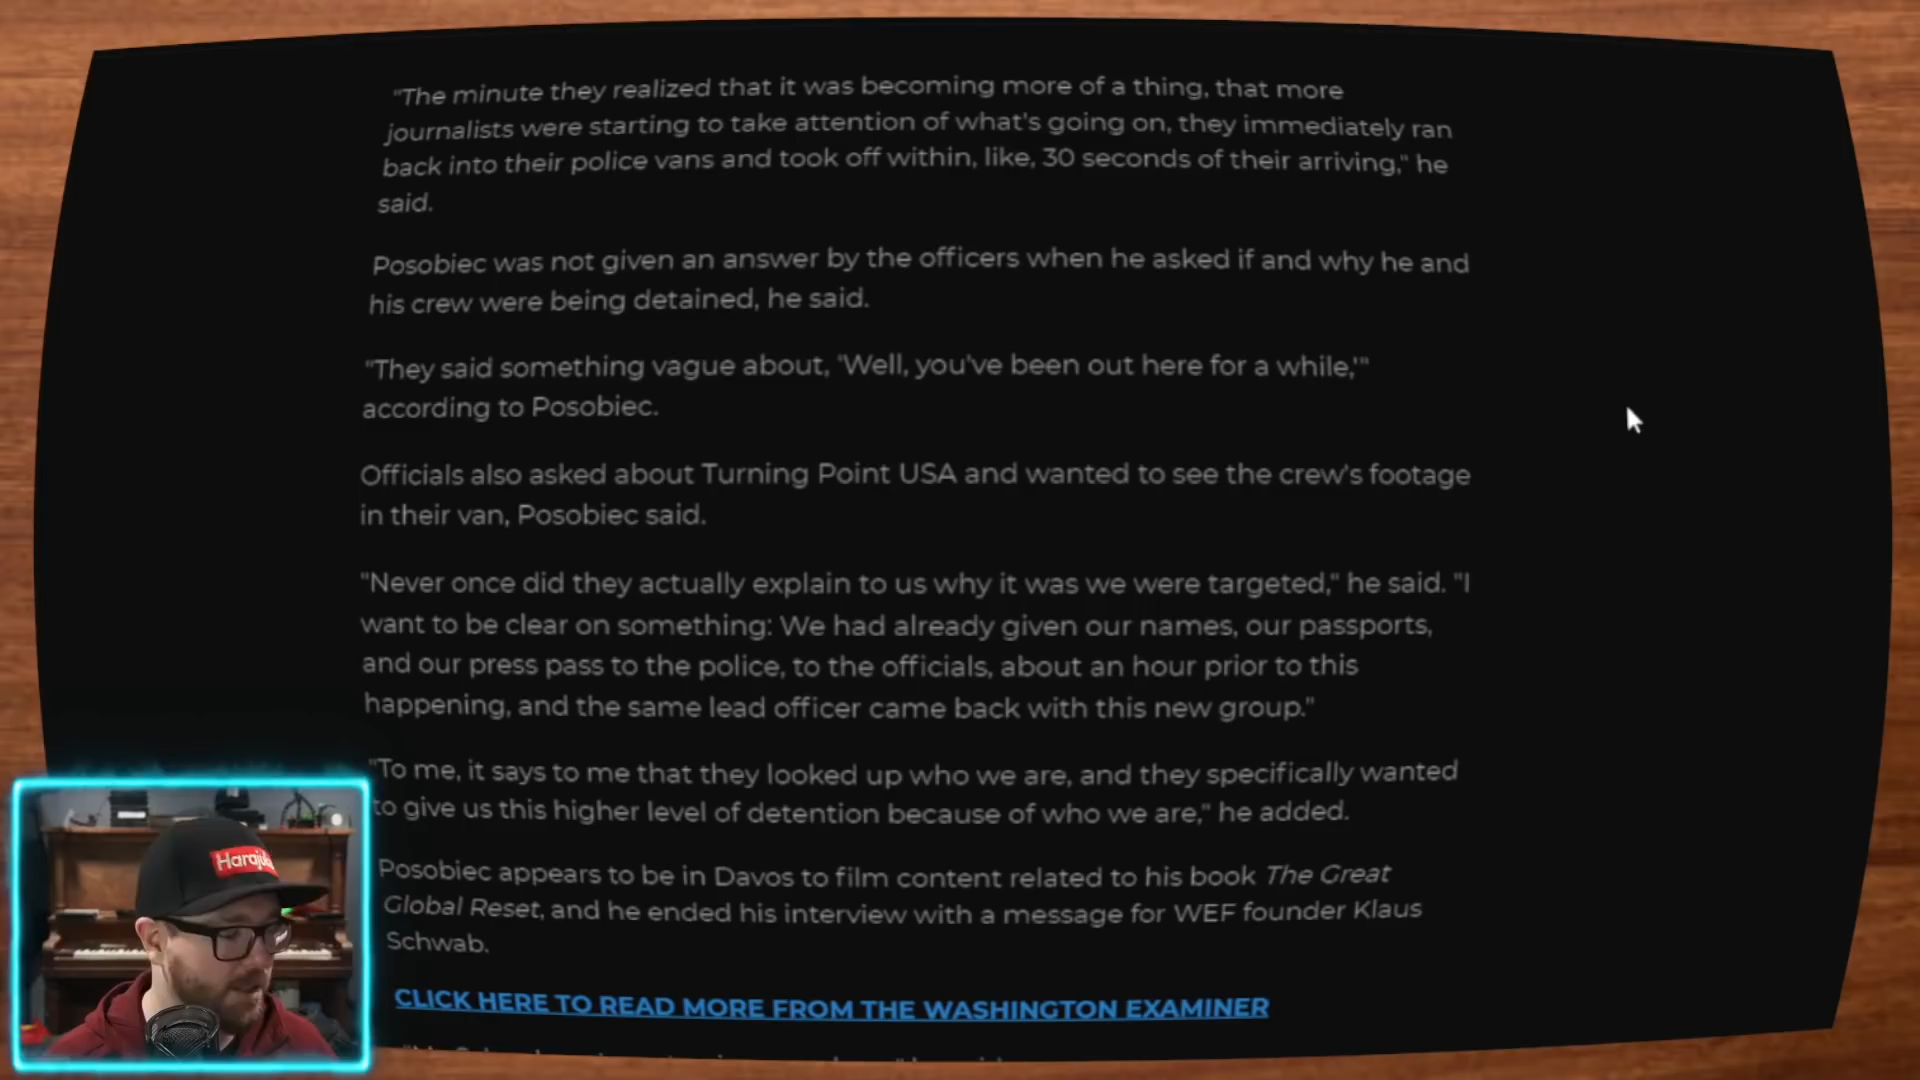 "The minute they realized that it was becoming more of a thing, that more
journalists were starting to take attention of what's going on, they immediately ran
back into their police vans and took off within, like, 30 seconds of their arriving," he
said.
Posobiec was not given an answer by the officers when he asked if and why he and
his crew were being detained, he said.
"They said something vague about, 'Well, you've been out here for a while,'"
according to Posobiec.
Officials also asked about Turning Point USA and wanted to see the crew's footage
in their van, Posobiec said.
"Never once did they actually explain to us why it was we were targeted," he said. "I
want to be clear on something: We had already given our names, our passports,
and our press pass to the police, to the officials, about an hour prior to this
happening, and the same lead officer came back with this new group."
"To me, it says to me that they looked up who we are, and they specifically wanted
to give us this higher level of detention because of who we are," he added.
Posobiec appears to be in Davos to film content related to his book The Great
Global Reset, and he ended his interview with a message for WEF founder Klaus
Schwab.
CLICK HERE TO READ MORE FROM THE WASHINGTON EXAMINER